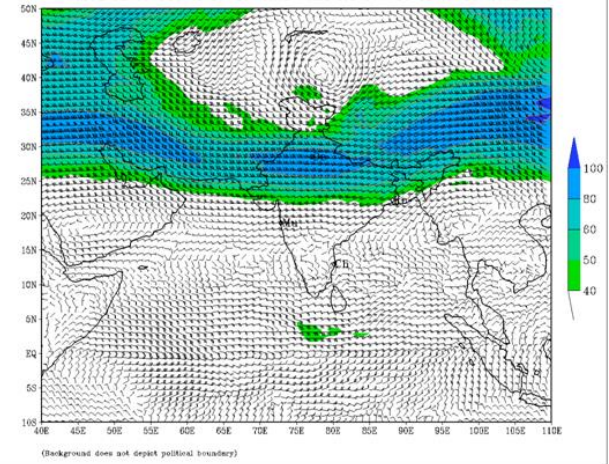 50N
45N
40N
35N
30N
25N
20N
15N
10N
5N
EQ
5S
10S
40E 45E 50E 55E 60E 65E 70E 75E 80E 85E 90E 95E 100E 105E 110E
Mu
Ch
100
80
60
50
40
(Background does not depict political boundary)